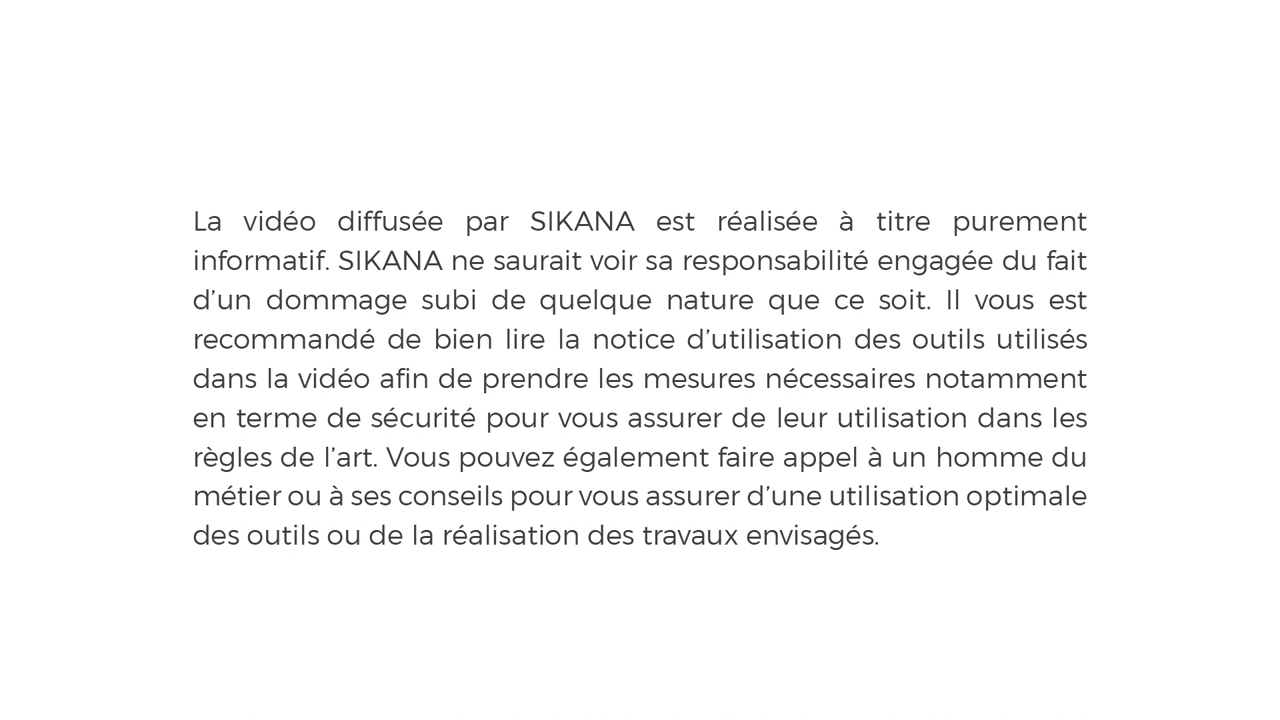 La vidéo diffusée par SIKANA est réalisée à titre purement
informatif. SIKANA ne saurait voir sa responsabilité engagée du fait
d’un dommage subi de quelque nature que ce soit. Il vous est
recommandé de bien lire la notice d’utilisation des outils utilisés
dans la vidéo afin de prendre les mesures nécessaires notamment
en terme de sécurité pour vous assurer de leur utilisation dans les
règles de l’art. Vous pouvez également faire appel à un homme du
métier ou à ses conseils pour vous assurer d’une utilisation optimale
des outils ou de la réalisation des travaux envisagés.